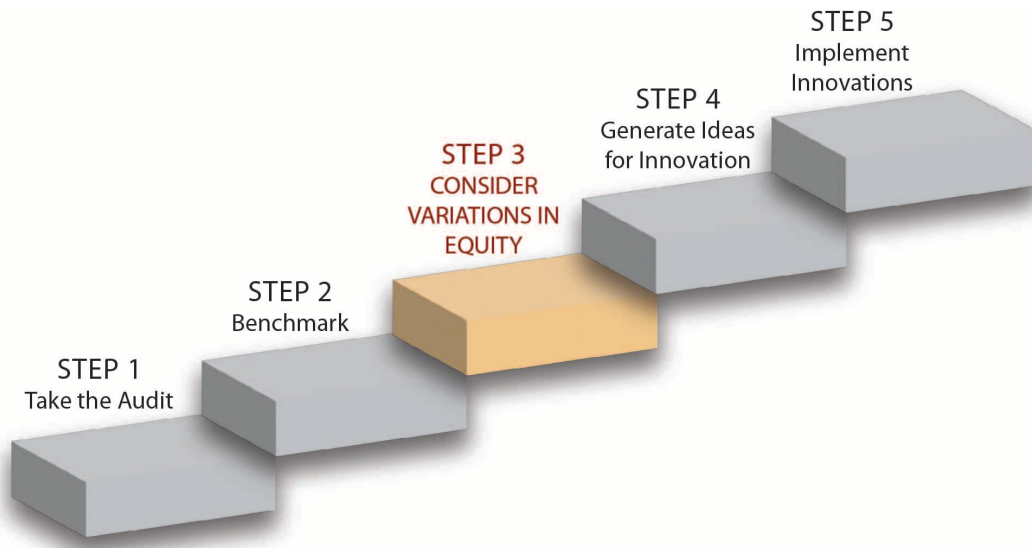 STEP 1
Take the Audit
STEP 2
Benchmark
STEP 3
CONSIDER
VARIATIONS IN
EQUITY
STEP 4
Generate Ideas
for Innovation
STEP 5
Implement
Innovations